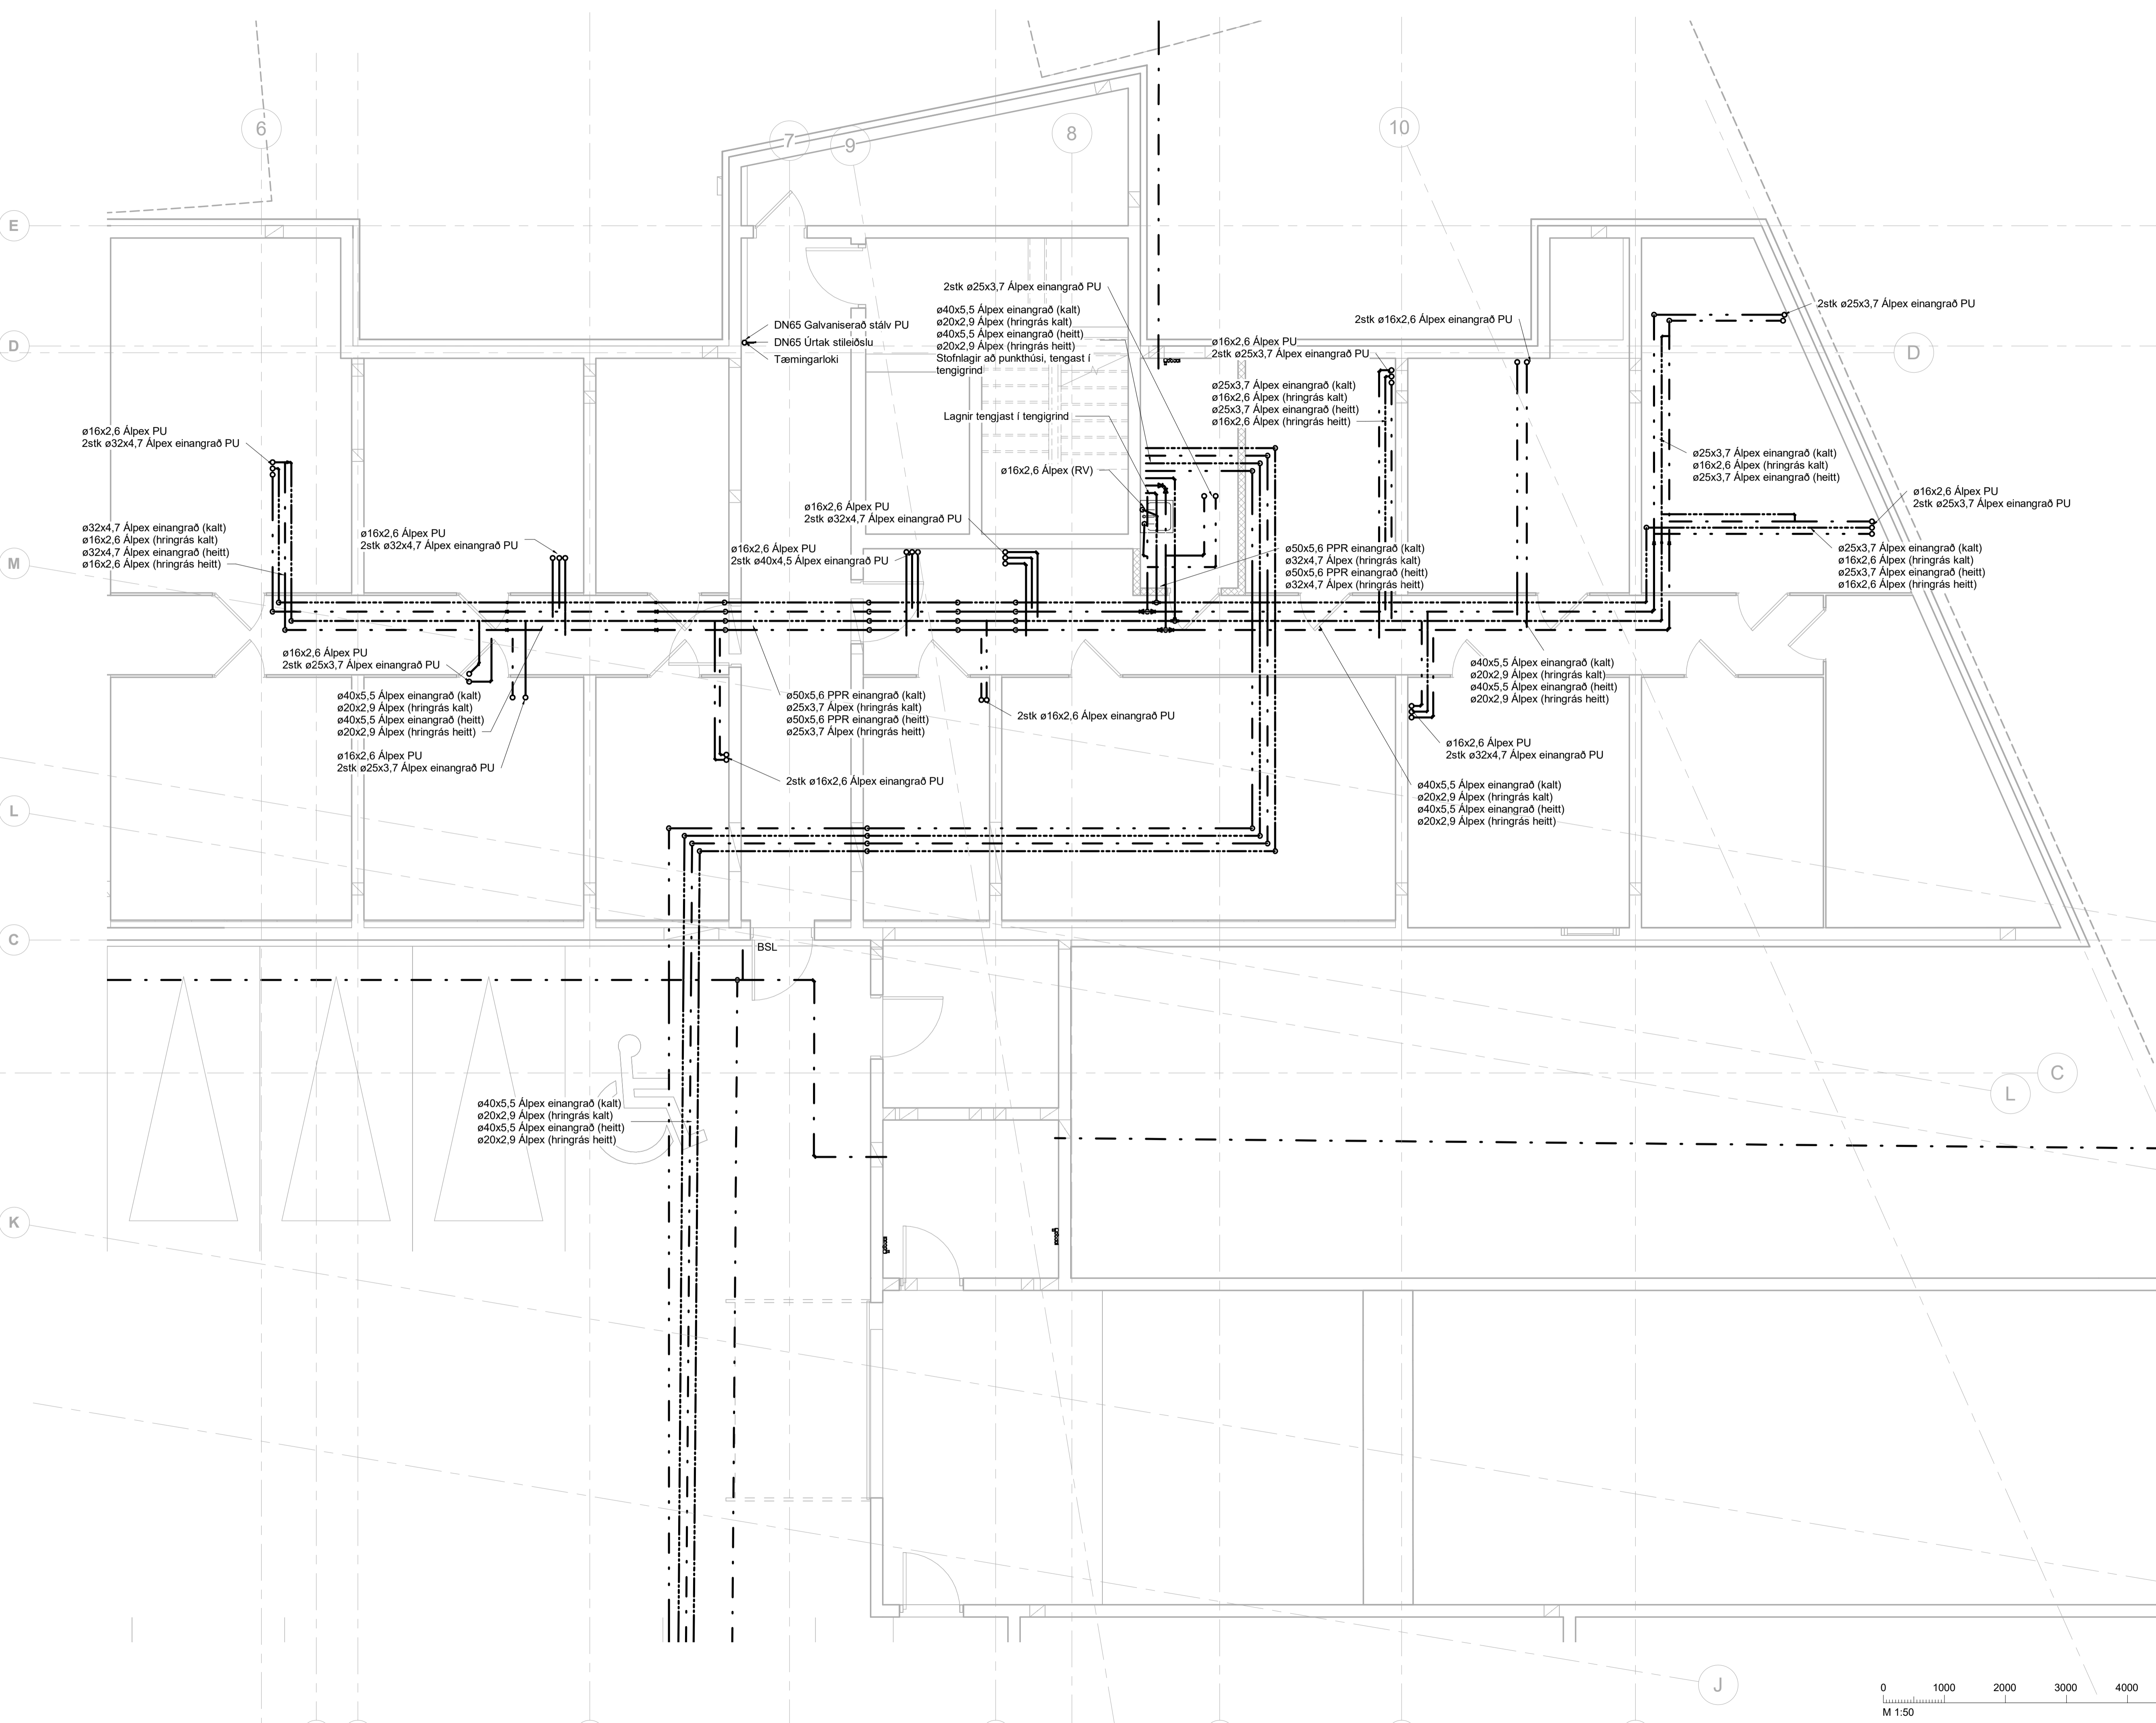 6
7
9
8
10
E
D
D
M
L
C
K
C
L
J
DN65 Galvaniserað stálv PU
DN65 Úrtak stileiðslu
Tæmingarloki
2stk ø25x3,7 Álpex einangrað PU
ø40x5,5 Álpex einangrað (kalt)
ø20x2,9 Álpex (hringrás kalt)
ø40x5,5 Álpex einangrað (heitt)
ø20x2,9 Álpex (hringrás heitt)
Stofnlagir að punkthúsi, tengast í
tengigrind
Lagnir tengjast í tengigrind
ø16x2,6 Álpex (RV)
ø16x2,6 Álpex PU
2stk ø32x4,7 Álpex einangrað PU
2stk ø16x2,6 Álpex einangrað PU
ø16x2,6 Álpex PU
2stk ø25x3,7 Álpex einangrað PU
ø25x3,7 Álpex einangrað (kalt)
ø16x2,6 Álpex (hringrás kalt)
ø25x3,7 Álpex einangrað (heitt)
ø16x2,6 Álpex (hringrás heitt)
2stk ø25x3,7 Álpex einangrað PU
ø25x3,7 Álpex einangrað (kalt)
ø16x2,6 Álpex (hringrás kalt)
ø25x3,7 Álpex einangrað (heitt)
ø16x2,6 Álpex PU
2stk ø25x3,7 Álpex einangrað PU
ø25x3,7 Álpex einangrað (kalt)
ø16x2,6 Álpex (hringrás kalt)
ø25x3,7 Álpex einangrað (heitt)
ø16x2,6 Álpex (hringrás heitt)
ø16x2,6 Álpex PU
2stk ø32x4,7 Álpex einangrað PU
ø32x4,7 Álpex einangrað (kalt)
ø16x2,6 Álpex (hringrás kalt)
ø32x4,7 Álpex einangrað (heitt)
ø16x2,6 Álpex (hringrás heitt)
ø16x2,6 Álpex PU
2stk ø32x4,7 Álpex einangrað PU
ø16x2,6 Álpex PU
2stk ø40x4,5 Álpex einangrað PU
ø50x5,6 PPR einangrað (kalt)
ø32x4,7 Álpex (hringrás kalt)
ø50x5,6 PPR einangrað (heitt)
ø32x4,7 Álpex (hringrás heitt)
ø16x2,6 Álpex PU
2stk ø25x3,7 Álpex einangrað PU
ø40x5,5 Álpex einangrað (kalt)
ø20x2,9 Álpex (hringrás kalt)
ø40x5,5 Álpex einangrað (heitt)
ø20x2,9 Álpex (hringrás heitt)
ø16x2,6 Álpex PU
2stk ø25x3,7 Álpex einangrað PU
ø50x5,6 PPR einangrað (kalt)
ø25x3,7 Álpex (hringrás kalt)
ø50x5,6 PPR einangrað (heitt)
ø25x3,7 Álpex (hringrás heitt)
2stk ø16x2,6 Álpex einangrað PU
2stk ø16x2,6 Álpex einangrað PU
ø40x5,5 Álpex einangrað (kalt)
ø20x2,9 Álpex (hringrás kalt)
ø40x5,5 Álpex einangrað (heitt)
ø20x2,9 Álpex (hringrás heitt)
ø16x2,6 Álpex PU
2stk ø32x4,7 Álpex einangrað PU
ø40x5,5 Álpex einangrað (kalt)
ø20x2,9 Álpex (hringrás kalt)
ø40x5,5 Álpex einangrað (heitt)
ø20x2,9 Álpex (hringrás heitt)
BSL
ø40x5,5 Álpex einangrað (kalt)
ø20x2,9 Álpex (hringrás kalt)
ø40x5,5 Álpex einangrað (heitt)
ø20x2,9 Álpex (hringrás heitt)
0 1000 2000 3000 4000
M 1:50